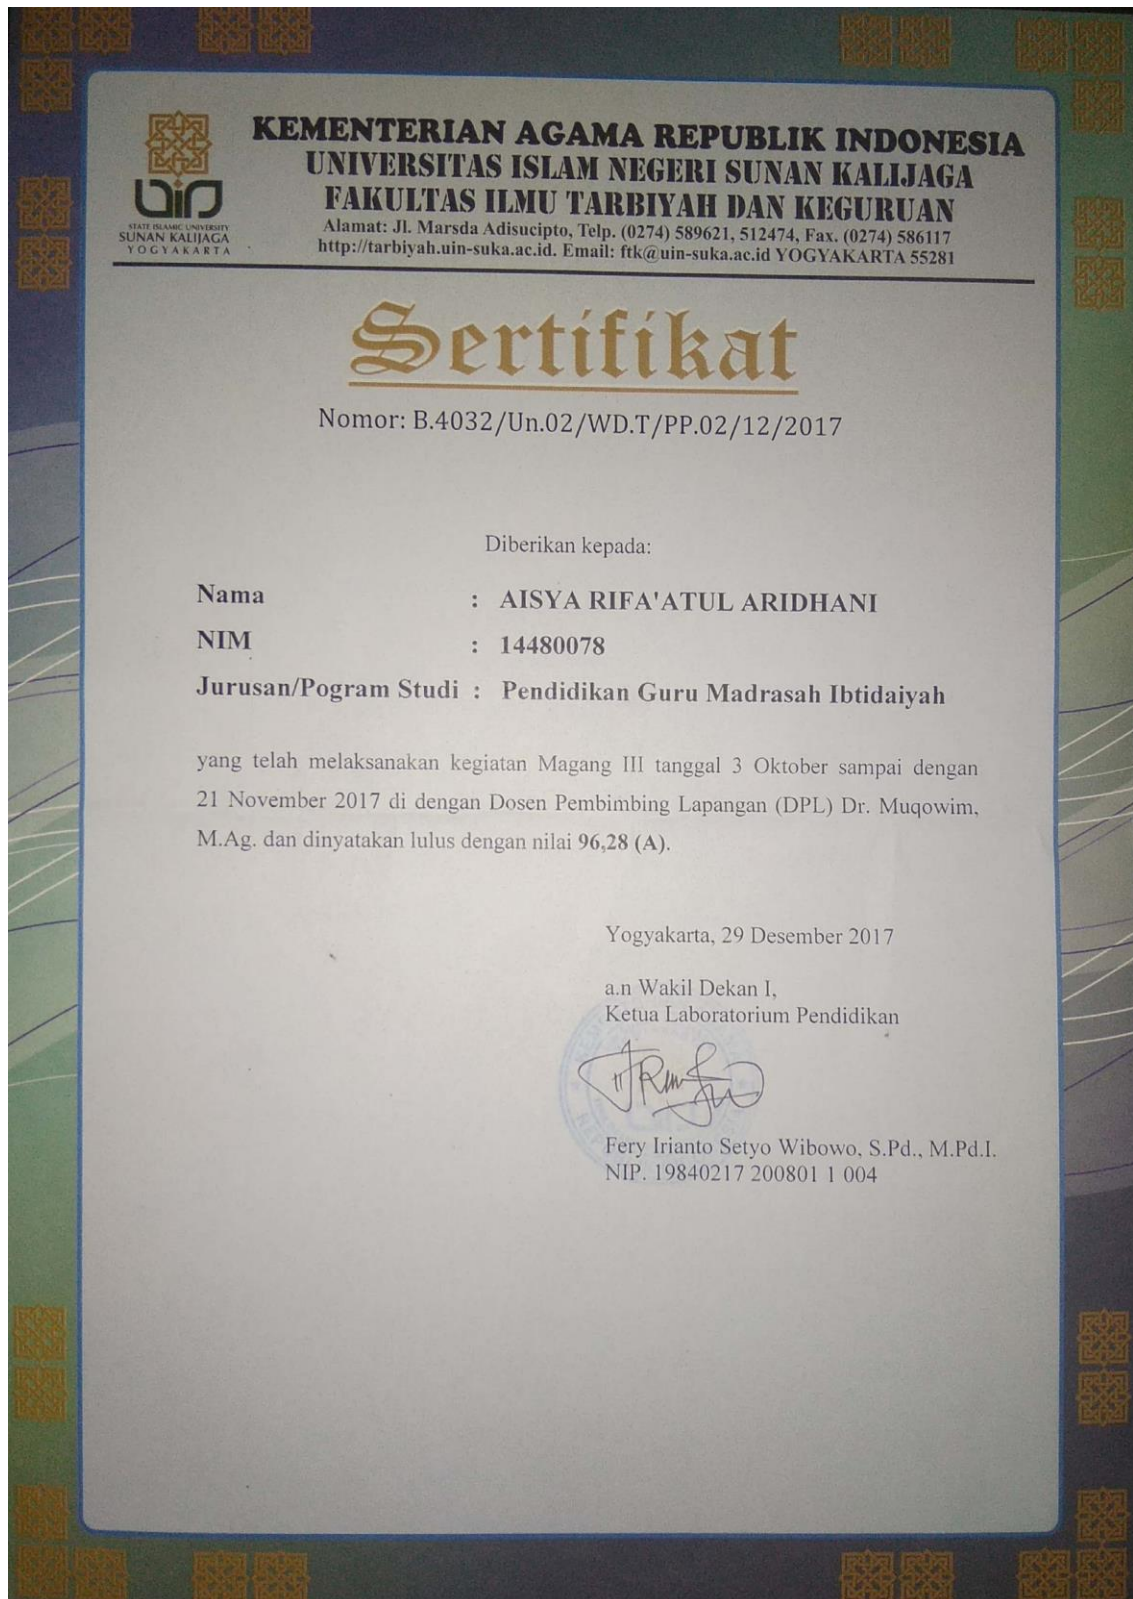 KEMENTERIAN AGAMA REPUBLIK INDONESIA
UNIVERSITAS ISLAM NEGERI SUNAN KALIJAGA
FAKULTAS ILMU TARBIYAH DAN KEGURUAN
Alamat: Jl. Marsda Adisucipto, Telp. (0274) 589621, 512474, Fax. (0274) 586117
http://tarbiyah.uin-suka.ac.id. Email: ftk@uin-suka.ac.id YOGYAKARTA 55281
uin
STATE ISLAMIC UNIVERSITY
SUNAN KALIJAGA
YOGYAKARTA
Sertifikat
Nomor: B.4032/Un.02/WD.T/PP.02/12/2017
Diberikan kepada:
Nama : AISYA RIFA'ATUL ARIDHANI
NIM : 14480078
Jurusan/Pogram Studi : Pendidikan Guru Madrasah Ibtidaiyah
yang telah melaksanakan kegiatan Magang III tanggal 3 Oktober sampai dengan
21 November 2017 di dengan Dosen Pembimbing Lapangan (DPL) Dr. Muqowim,
M.Ag. dan dinyatakan lulus dengan nilai 96,28 (A).
Yogyakarta, 29 Desember 2017
a.n Wakil Dekan I,
Ketua Laboratorium Pendidikan
Fery Irianto Setyo Wibowo, S.Pd., M.Pd.I.
NIP. 19840217 200801 1 004